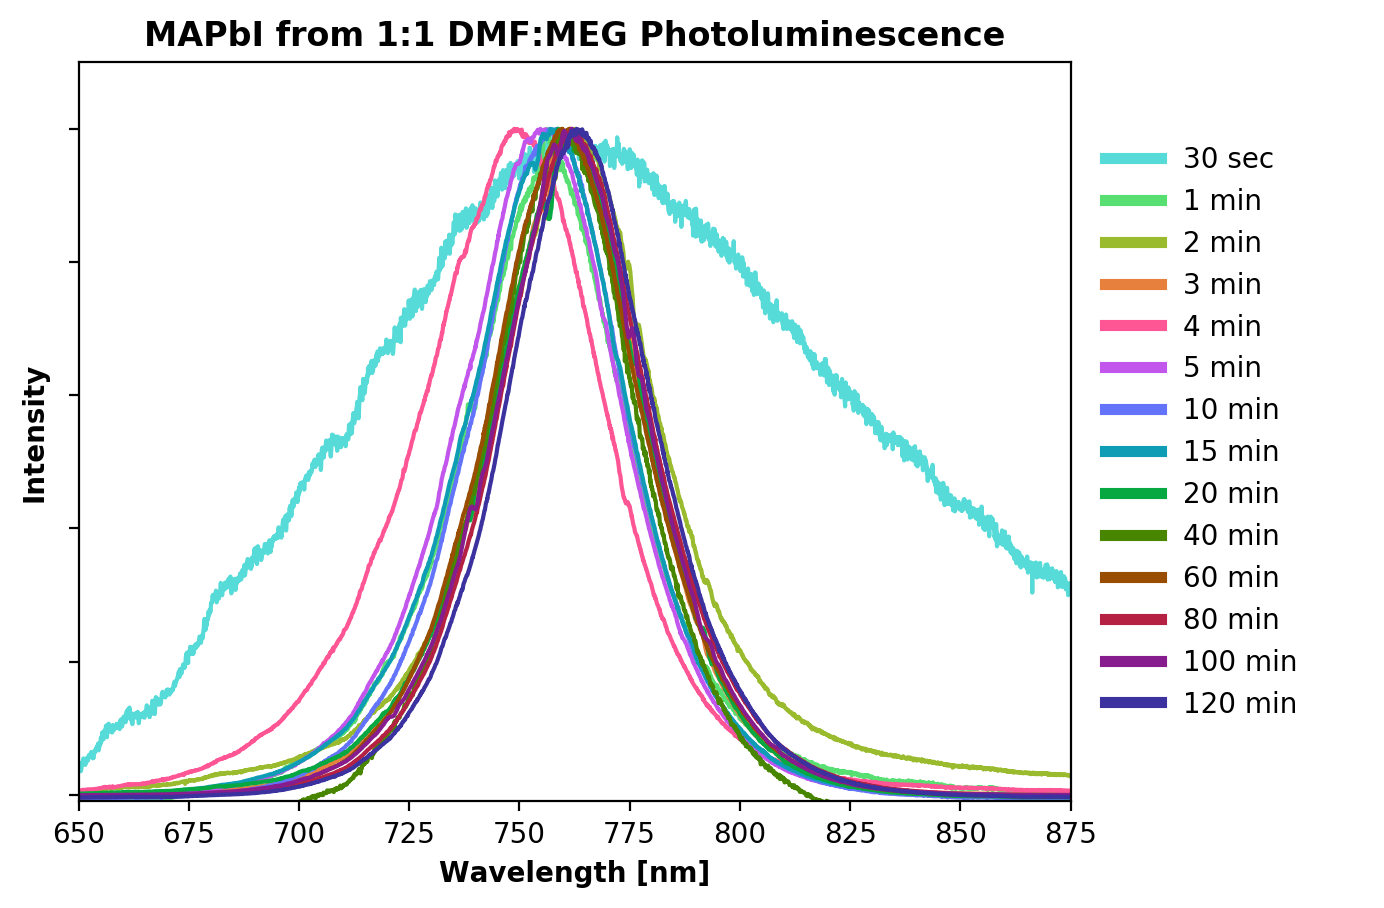 MAPbI from 1:1 DMF:MEG Photoluminescence
Intensity
650 675 700 725 750 775 800 825 850 875
Wavelength [nm]
30 sec
1 min
2 min
3 min
4 min
5 min
10 min
15 min
20 min
40 min
60 min
80 min
100 min
120 min